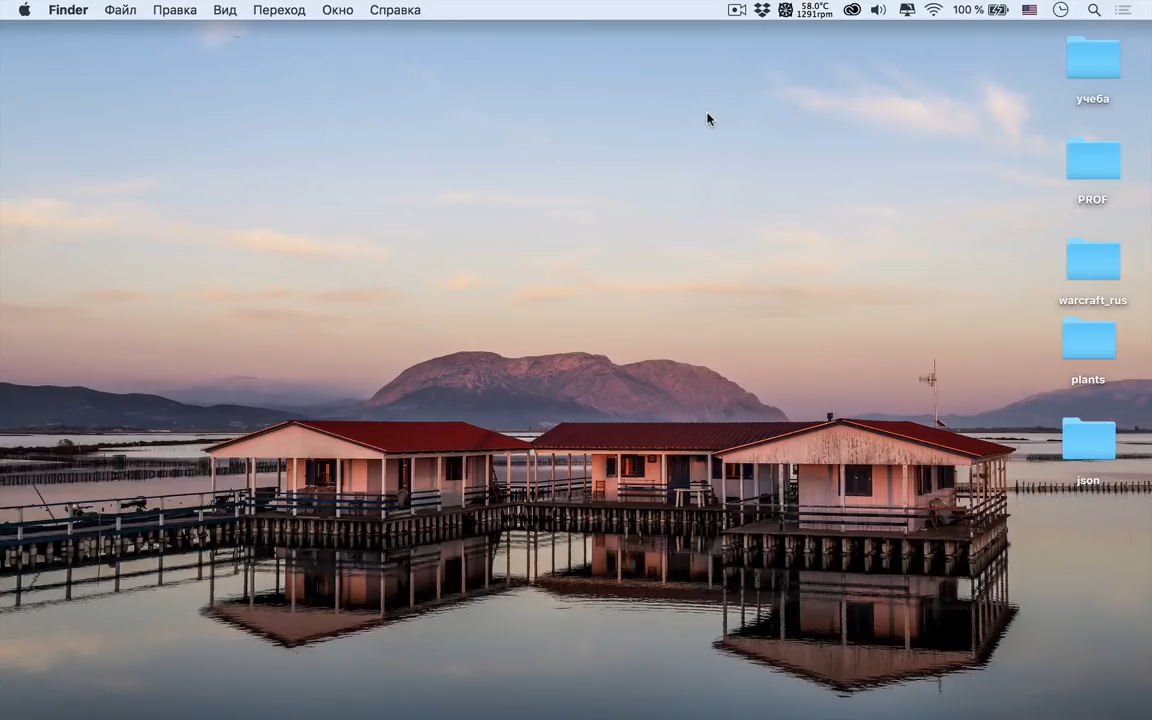 Finder Файл Правка Вид Переход Окно Справка 58.0°C 100 %
1291rpm
учеба
PROF
warcraft_rus
plants
json